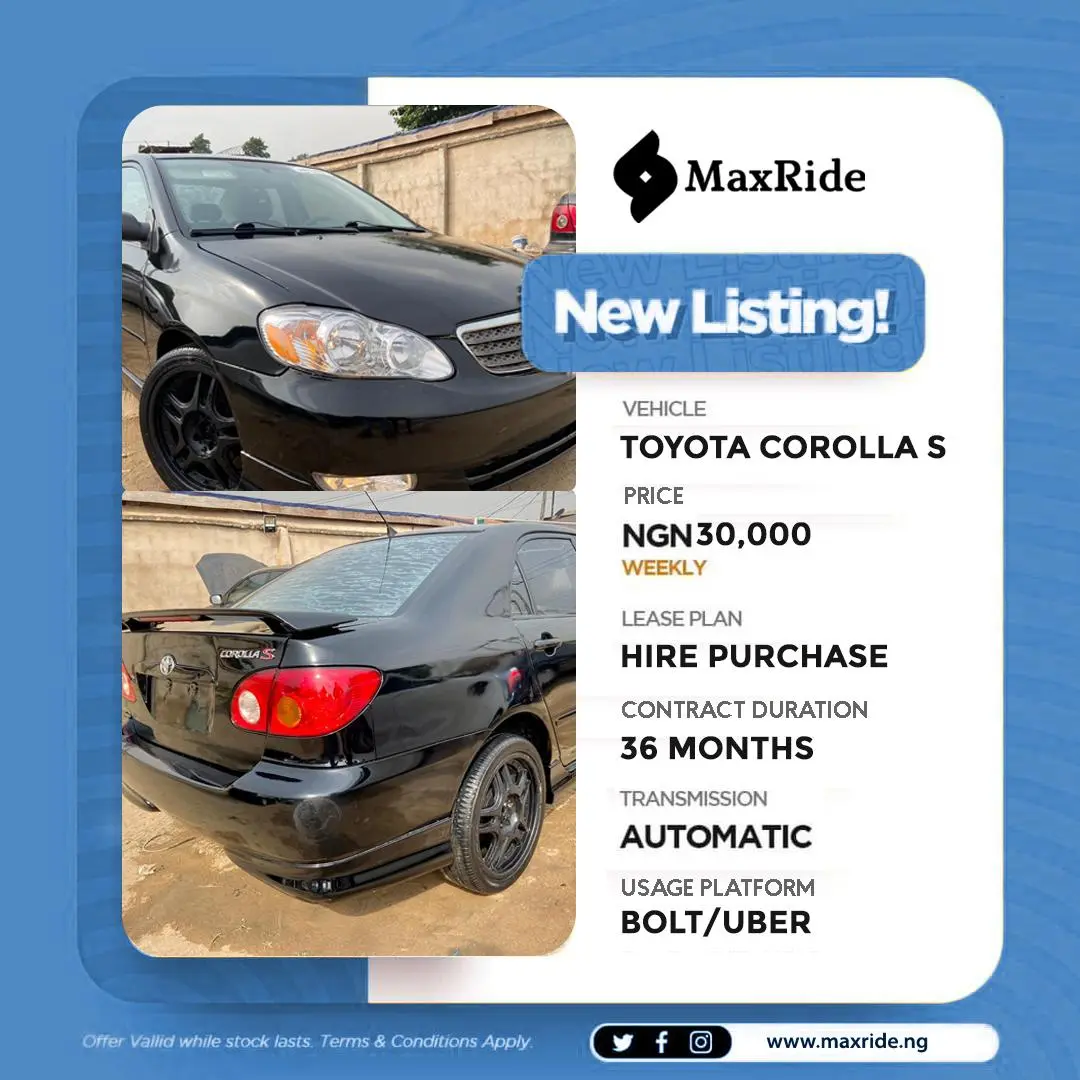 MaxRide
New Listing!
VEHICLE
TOYOTA COROLLA S
PRICE
NGN30,000
WEEKLY
LEASE PLAN
HIRE PURCHASE
CONTRACT DURATION
36 MONTHS
TRANSMISSION
AUTOMATIC
USAGE PLATFORM
BOLT/UBER
COROLLA S
Offer Vallid while stock lasts. Terms & Conditions Apply.
www.maxride.ng